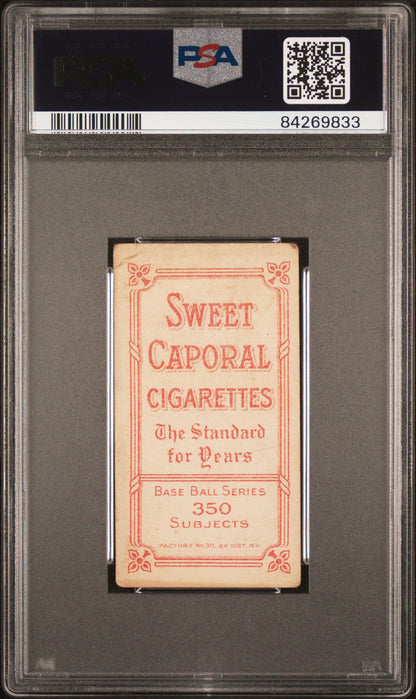 PSA
PSA
84269833
SWEET
CAPORAL
CIGARETTES
The Standard
for Years
BASE BALL SERIES
350
SUBJECTS
FACTORY No 30, 2d DIST. N.Y.